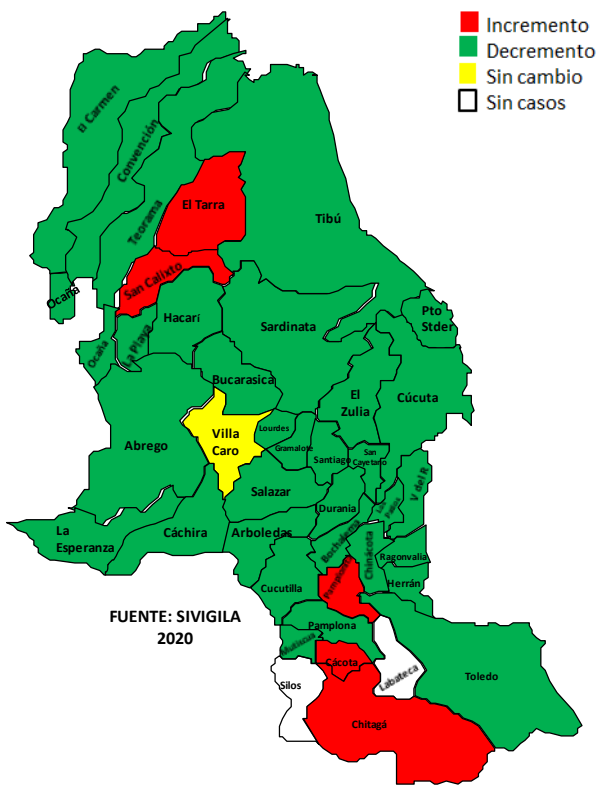 Incremento
Decremento
Sin cambio
Sin casos
El Carmen
Convención
Teorama
El Tarra
Tibú
San Calixto
Ocaña
Hacarí
La Playa
Ocaña
Sardinata
Pto
Stder
Bucarasica
El
Zulia
Cúcuta
Villa
Caro
Lourdes
Gramalote
Abrego
Santiago
San
Cayetano
V del R
Los
Patios
Salazar
Durania
La
Esperanza
Cáchira
Arboledas
Bochalema
Chinácota
Ragonvalia
Herrán
Cucutilla
Pamplonita
FUENTE: SIVIGILA
2020
Pamplona
Mutiscua
Cácota
Silos
Labateca
Toledo
Chitagá